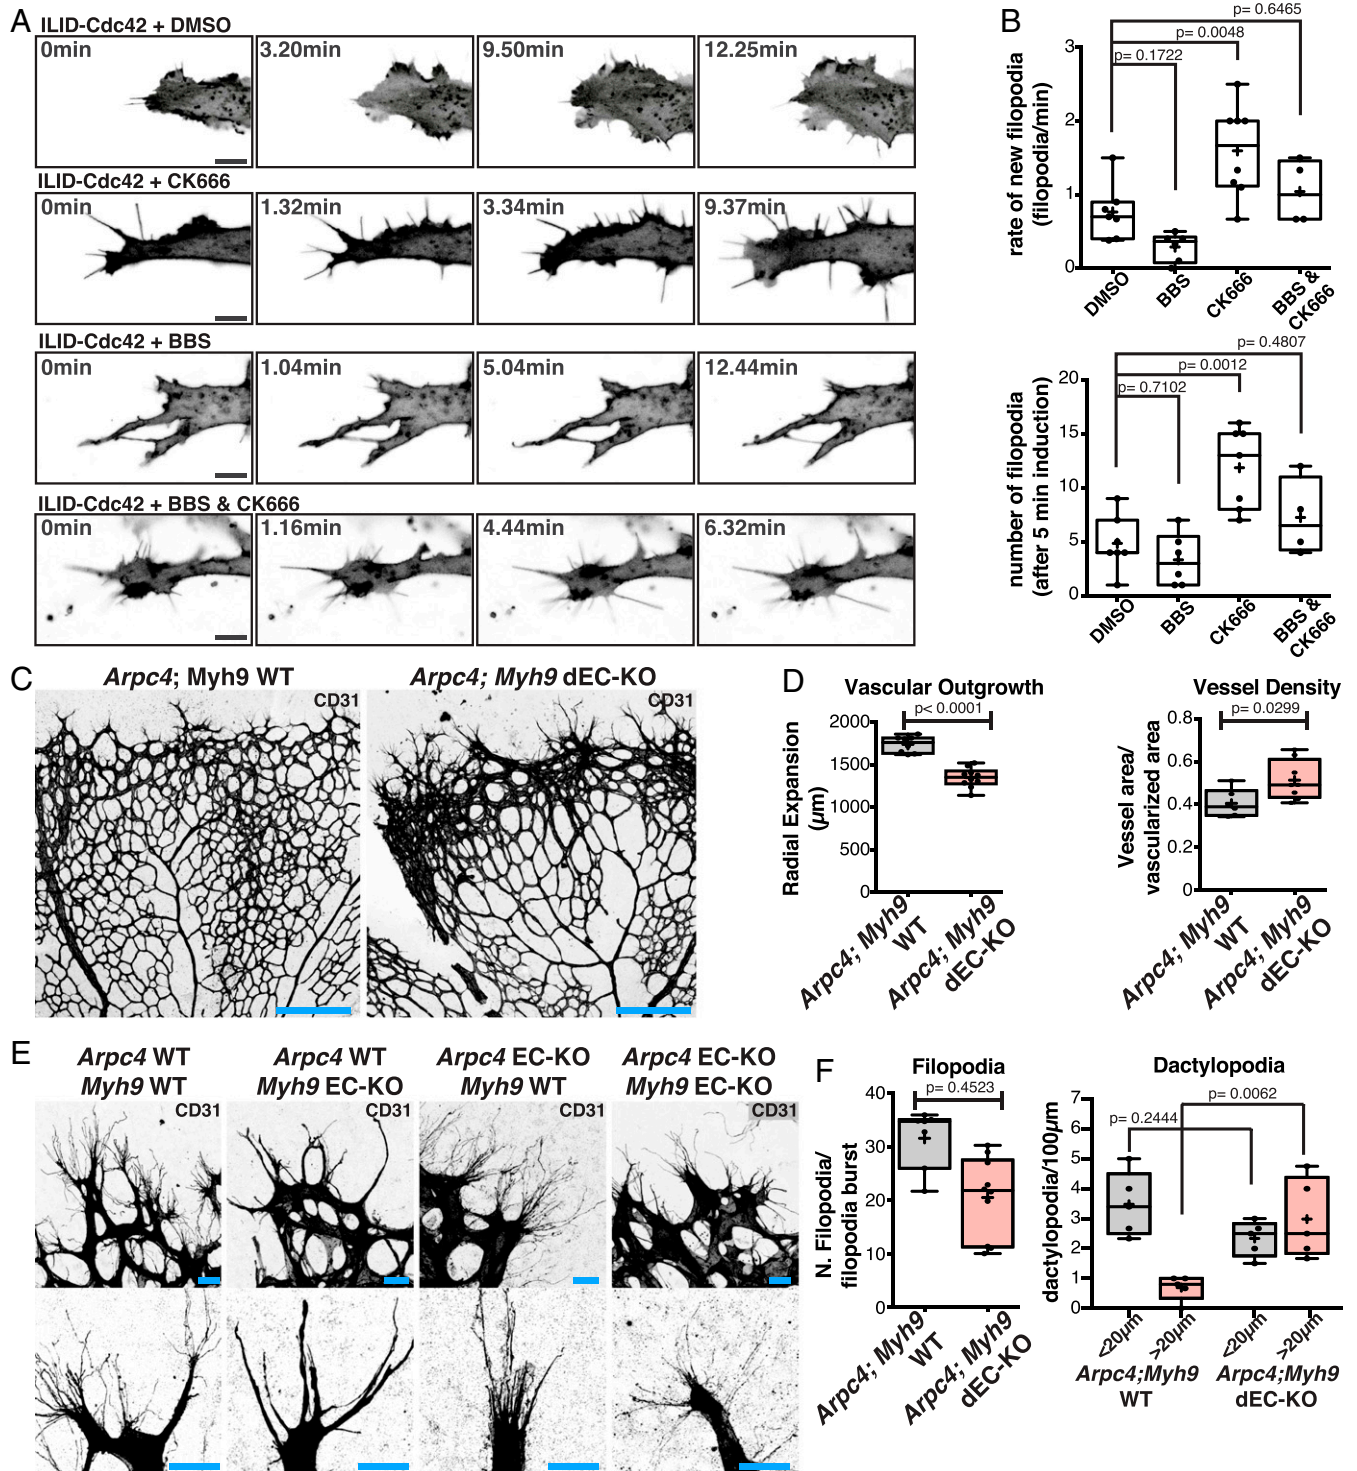 A
ILID-Cdc42 + DMSO
0min
3.20min
9.50min
12.25min
ILID-Cdc42 + CK666
0min
1.32min
3.34min
9.37min
ILID-Cdc42 + BBS
0min
1.04min
5.04min
12.44min
ILID-Cdc42 + BBS & CK666
0min
1.16min
4.44min
6.32min
B
p= 0.6465
p= 0.0048
p= 0.1722
rate of new filopodia
(filopodia/min)
3
2
1
0
DMSO
BBS
CK666
BBS &
CK666
p= 0.4807
p= 0.0012
p= 0.7102
number of filopodia
(after 5 min induction)
20
15
10
5
0
DMSO
BBS
CK666
BBS &
CK666
C
Arpc4; Myh9 WT
CD31
Arpc4; Myh9 dEC-KO
CD31
D
Vascular Outgrowth
p< 0.0001
Radial Expansion
(µm)
2000
1500
1000
500
0
Arpc4; Myh9
WT
Arpc4; Myh9
dEC-KO
Vessel Density
p= 0.0299
Vessel area/
vascularized area
0.8
0.6
0.4
0.2
0
Arpc4; Myh9
WT
Arpc4; Myh9
dEC-KO
E
Arpc4 WT
Myh9 WT
CD31
Arpc4 WT
Myh9 EC-KO
CD31
Arpc4 EC-KO
Myh9 WT
CD31
Arpc4 EC-KO
Myh9 EC-KO
CD31
F
Filopodia
p= 0.4523
N. Filopodia/
filopodia burst
40
30
20
10
0
Arpc4; Myh9
WT
Arpc4; Myh9
dEC-KO
Dactylopodia
p= 0.0062
p= 0.2444
dactylopodia/100µm
7
6
5
4
3
2
1
0
<20µm
>20µm
<20µm
>20µm
Arpc4;Myh9
WT
Arpc4;Myh9
dEC-KO